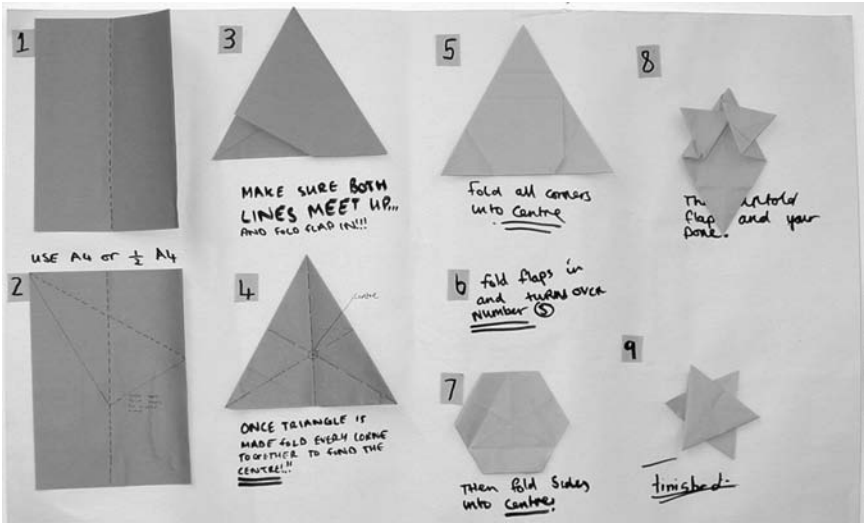 1
USE A4 OR ½ A4
2
3
MAKE SURE BOTH
LINES MEET UP...
AND FOLD FLAP IN!!!
4
centre
ONCE TRIANGLE IS
MADE FOLD EVERY CORNE
TOGETHER TO FIND THE
CENTRE!!!
5
Fold all corners
into Centre
6
fold flaps in
and TURNS OVER
NUMBER 5
7
Then fold Sides
into Centre!
8
flap and your
Done!
9
finished